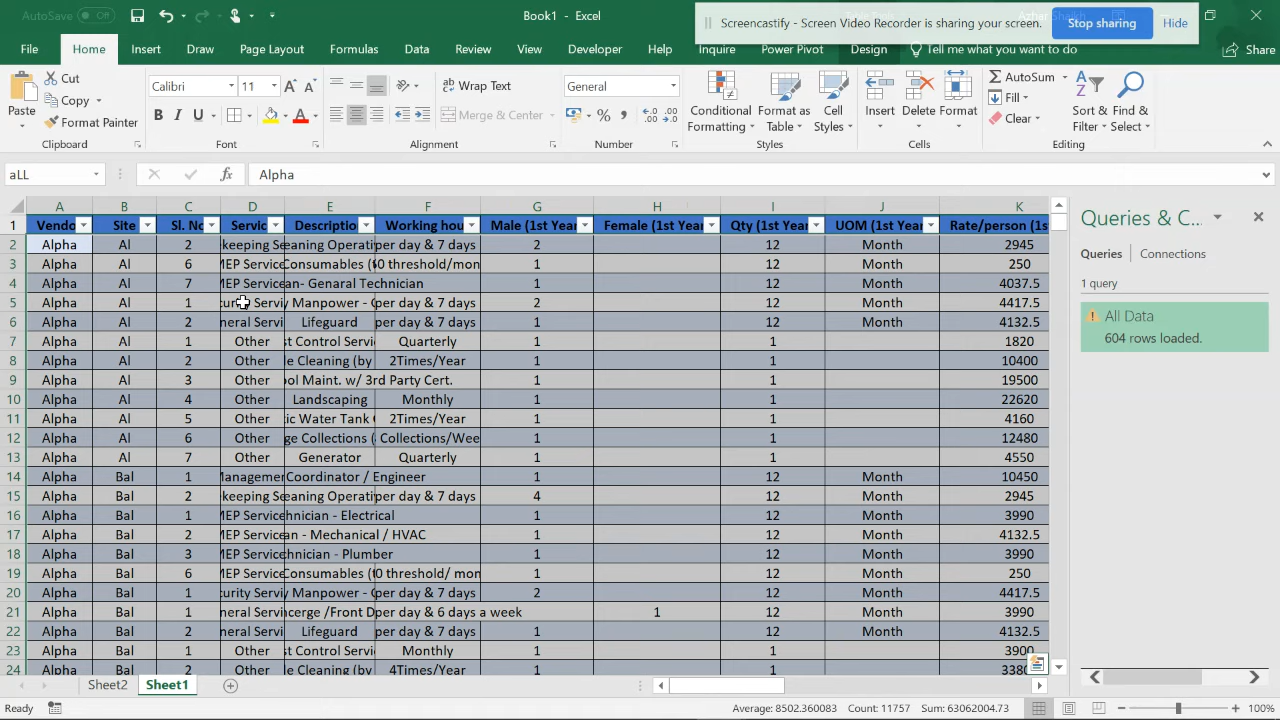 AutoSave Off
Book1 - Excel
Screencastify - Screen Video Recorder is sharing your screen.
Stop sharing
Hide
File Home Insert Draw Page Layout Formulas Data Review View Developer Help Inquire Power Pivot Design Tell me what you want to do Share
Paste
Cut
Copy
Format Painter
Clipboard
Calibri 11
B I U
Font
Wrap Text
Merge & Center
Alignment
General
Number
Conditional Formatting
Format as Table
Cell Styles
Styles
Insert Delete Format
Cells
AutoSum
Fill
Clear
Sort & Filter
Find & Select
Editing
aLL
fx
Alpha
A B C D E F G H I J K
1 Vendo Site Sl. No Servic Descriptio Working hou Male (1st Year Female (1st Year Qty (1st Year UOM (1st Year Rate/person (1s
2 Alpha Al 2 keeping Se eaning Operati per day & 7 days 2 12 Month 2945
3 Alpha Al 6 MEP Service Consumables ( 0 threshold/mon 1 12 Month 250
4 Alpha Al 7 MEP Service an- Genaral Technician 1 12 Month 4037.5
5 Alpha Al 1 curity Servi y Manpower - per day & 7 days 2 12 Month 4417.5
6 Alpha Al 2 neral Servi Lifeguard per day & 7 days 1 12 Month 4132.5
7 Alpha Al 1 Other st Control Servi Quarterly 1 1 1820
8 Alpha Al 2 Other le Cleaning (by 2Times/Year 1 1 10400
9 Alpha Al 3 Other ool Maint. w/ 3rd Party Cert. 1 1 19500
10 Alpha Al 4 Other Landscaping Monthly 1 1 22620
11 Alpha Al 5 Other ic Water Tank 2Times/Year 1 1 4160
12 Alpha Al 6 Other ge Collections ( Collections/Wee 1 1 12480
13 Alpha Al 7 Other Generator Quarterly 1 1 4550
14 Alpha Bal 1 Managemen Coordinator / Engineer 1 12 Month 10450
15 Alpha Bal 2 keeping Se eaning Operati per day & 7 days 4 12 Month 2945
16 Alpha Bal 1 MEP Service chnician - Electrical 1 12 Month 3990
17 Alpha Bal 2 MEP Service an - Mechanical / HVAC 1 12 Month 4132.5
18 Alpha Bal 3 MEP Service chnician - Plumber 1 12 Month 3990
19 Alpha Bal 6 MEP Service Consumables ( 0 threshold/ mon 1 12 Month 250
20 Alpha Bal 1 curity Servi y Manpower - per day & 7 days 2 12 Month 4417.5
21 Alpha Bal 1 neral Servi cierge /Front D per day & 6 days a week 1 12 Month 3990
22 Alpha Bal 2 neral Servi Lifeguard per day & 7 days 1 12 Month 4132.5
23 Alpha Bal 1 Other st Control Servi Monthly 1 1 3900
24 Alpha Bal 2 Other le Cleaning (by 4Times/Year 1 1 3380
Queries & C...
Queries Connections
1 query
All Data
604 rows loaded.
Sheet2 Sheet1
Ready
Average: 8502.360083 Count: 11757 Sum: 63062004.73
100%